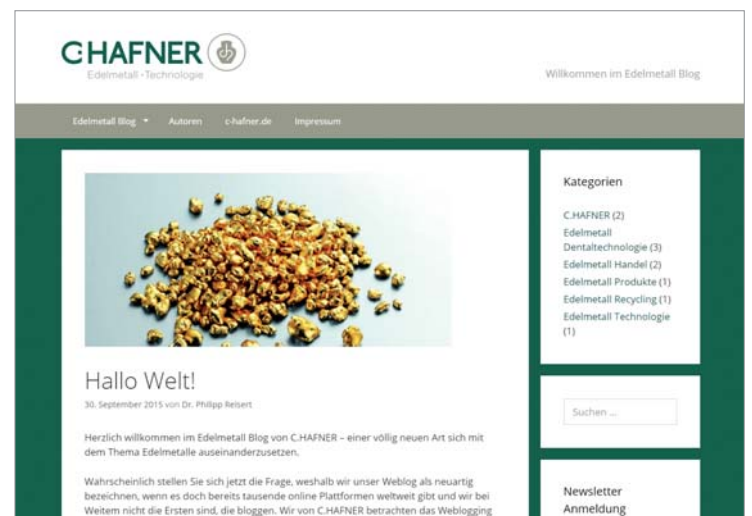 C.HAFNER
Edelmetall · Technologie
Willkommen im Edelmetall Blog
Edelmetall Blog
Autoren
c-hafner.de
Impressum
Hallo Welt!
30. September 2015 von Dr. Philipp Reisert
Herzlich willkommen im Edelmetall Blog von C.HAFNER – einer völlig neuen Art sich mit
dem Thema Edelmetalle auseinanderzusetzen.
Wahrscheinlich stellen Sie sich jetzt die Frage, weshalb wir unser Weblog als neuartig
bezeichnen, wenn es doch bereits tausende online Plattformen weltweit gibt und wir bei
Weitem nicht die Ersten sind, die bloggen. Wir von C.HAFNER betrachten das Weblogging
Kategorien
C.HAFNER (2)
Edelmetall
Dentaltechnologie (3)
Edelmetall Handel (2)
Edelmetall Produkte (1)
Edelmetall Recycling (1)
Edelmetall Technologie
(1)
Suchen ...
Newsletter
Anmeldung